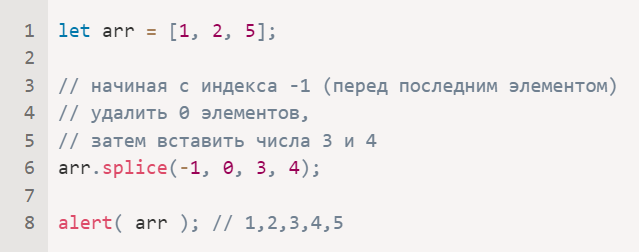 1 let arr = [1, 2, 5];
2
3 // начиная с индекса -1 (перед последним элементом)
4 // удалить 0 элементов,
5 // затем вставить числа 3 и 4
6 arr.splice(-1, 0, 3, 4);
7
8 alert( arr ); // 1,2,3,4,5